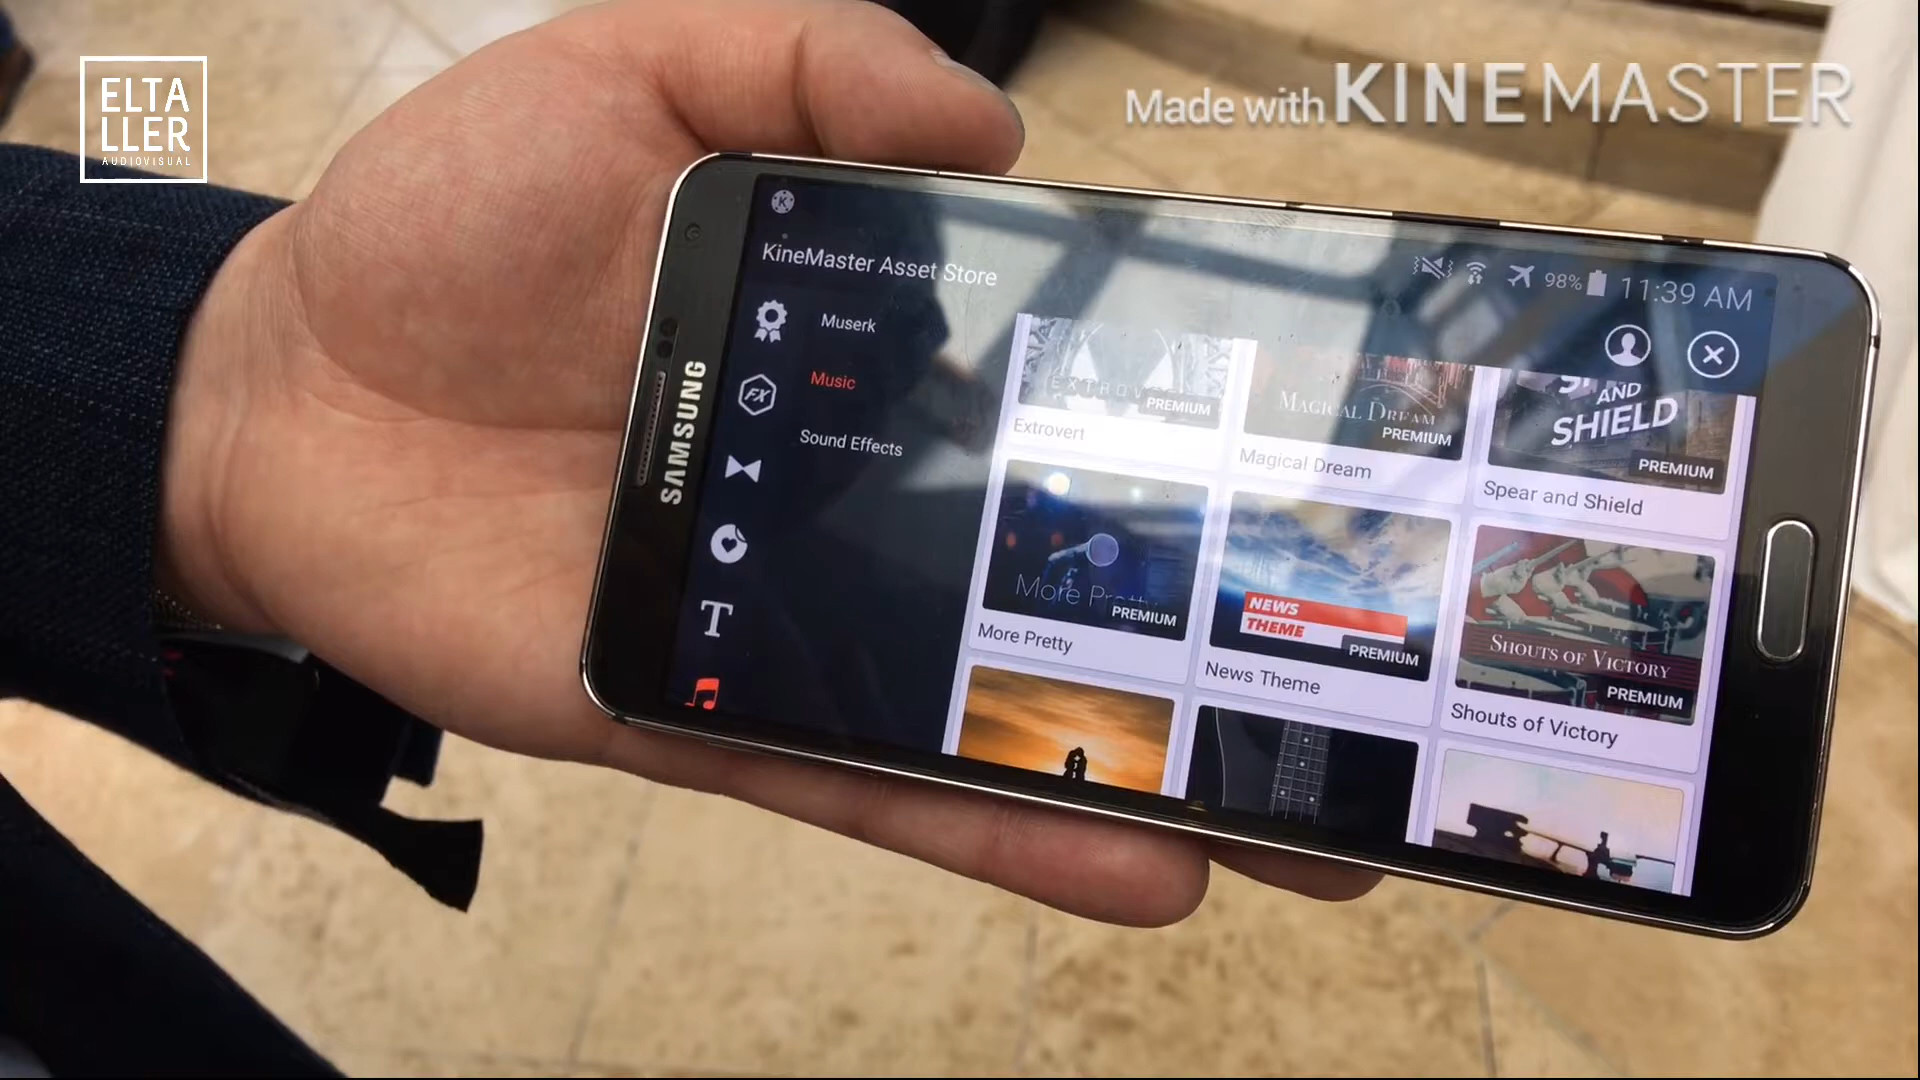 ELTA
LLER
AUDIOVISUAL
Made with KINEMASTER
SAMSUNG
KineMaster Asset Store
98% 11:39 AM
Muserk
Music
Sound Effects
FX
T
PREMIUM
Extrovert
MAGICAL DREAM
PREMIUM
Magical Dream
AND
SHIELD
PREMIUM
Spear and Shield
More
PREMIUM
More Pretty
NEWS
THEME
PREMIUM
News Theme
SHOUTS OF VICTORY
PREMIUM
Shouts of Victory